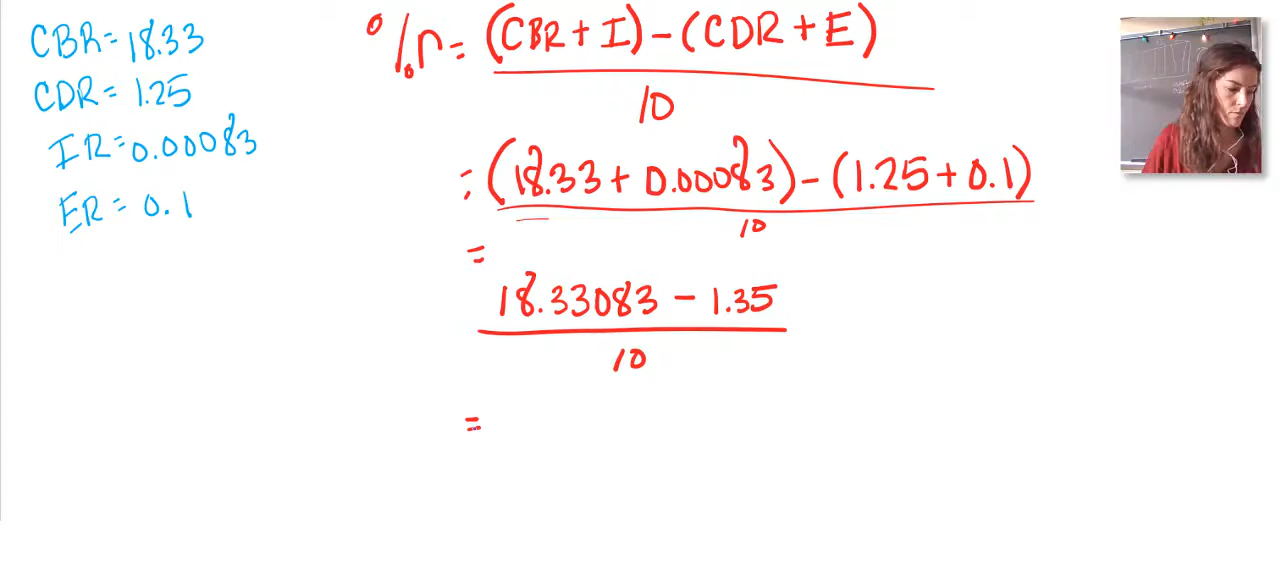 CBR = 18.33
CDR = 1.25
IR = 0.00083
ER = 0.1
%r = (CBR + I) - (CDR + E)
10
= (18.33 + 0.00083) - (1.25 + 0.1)
10
=
18.33083 - 1.35
10
=